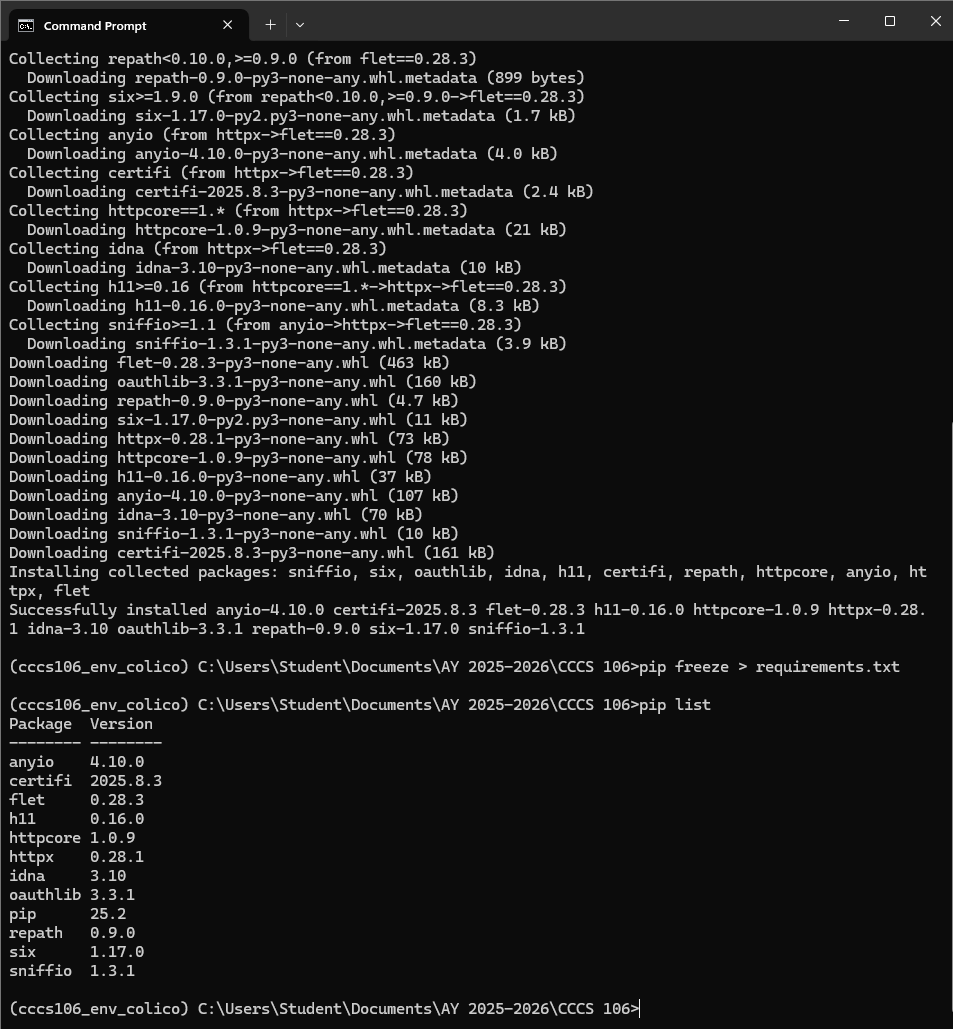 Command Prompt
Collecting repath<0.10.0,>=0.9.0 (from flet==0.28.3)
  Downloading repath-0.9.0-py3-none-any.whl.metadata (899 bytes)
Collecting six>=1.9.0 (from repath<0.10.0,>=0.9.0->flet==0.28.3)
  Downloading six-1.17.0-py2.py3-none-any.whl.metadata (1.7 kB)
Collecting anyio (from httpx->flet==0.28.3)
  Downloading anyio-4.10.0-py3-none-any.whl.metadata (4.0 kB)
Collecting certifi (from httpx->flet==0.28.3)
  Downloading certifi-2025.8.3-py3-none-any.whl.metadata (2.4 kB)
Collecting httpcore==1.* (from httpx->flet==0.28.3)
  Downloading httpcore-1.0.9-py3-none-any.whl.metadata (21 kB)
Collecting idna (from httpx->flet==0.28.3)
  Downloading idna-3.10-py3-none-any.whl.metadata (10 kB)
Collecting h11>=0.16 (from httpcore==1.*->httpx->flet==0.28.3)
  Downloading h11-0.16.0-py3-none-any.whl.metadata (8.3 kB)
Collecting sniffio>=1.1 (from anyio->httpx->flet==0.28.3)
  Downloading sniffio-1.3.1-py3-none-any.whl.metadata (3.9 kB)
Downloading flet-0.28.3-py3-none-any.whl (463 kB)
Downloading oauthlib-3.3.1-py3-none-any.whl (160 kB)
Downloading repath-0.9.0-py3-none-any.whl (4.7 kB)
Downloading six-1.17.0-py2.py3-none-any.whl (11 kB)
Downloading httpx-0.28.1-py3-none-any.whl (73 kB)
Downloading httpcore-1.0.9-py3-none-any.whl (78 kB)
Downloading h11-0.16.0-py3-none-any.whl (37 kB)
Downloading anyio-4.10.0-py3-none-any.whl (107 kB)
Downloading idna-3.10-py3-none-any.whl (70 kB)
Downloading sniffio-1.3.1-py3-none-any.whl (10 kB)
Downloading certifi-2025.8.3-py3-none-any.whl (161 kB)
Installing collected packages: sniffio, six, oauthlib, idna, h11, certifi, repath, httpcore, anyio, ht
tpx, flet
Successfully installed anyio-4.10.0 certifi-2025.8.3 flet-0.28.3 h11-0.16.0 httpcore-1.0.9 httpx-0.28.
1 idna-3.10 oauthlib-3.3.1 repath-0.9.0 six-1.17.0 sniffio-1.3.1
(cccs106_env_colico) C:\Users\Student\Documents\AY 2025-2026\CCCS 106>pip freeze > requirements.txt
(cccs106_env_colico) C:\Users\Student\Documents\AY 2025-2026\CCCS 106>pip list
Package  Version
-------- --------
anyio    4.10.0
certifi  2025.8.3
flet     0.28.3
h11      0.16.0
httpcore 1.0.9
httpx    0.28.1
idna     3.10
oauthlib 3.3.1
pip      25.2
repath   0.9.0
six      1.17.0
sniffio  1.3.1
(cccs106_env_colico) C:\Users\Student\Documents\AY 2025-2026\CCCS 106>